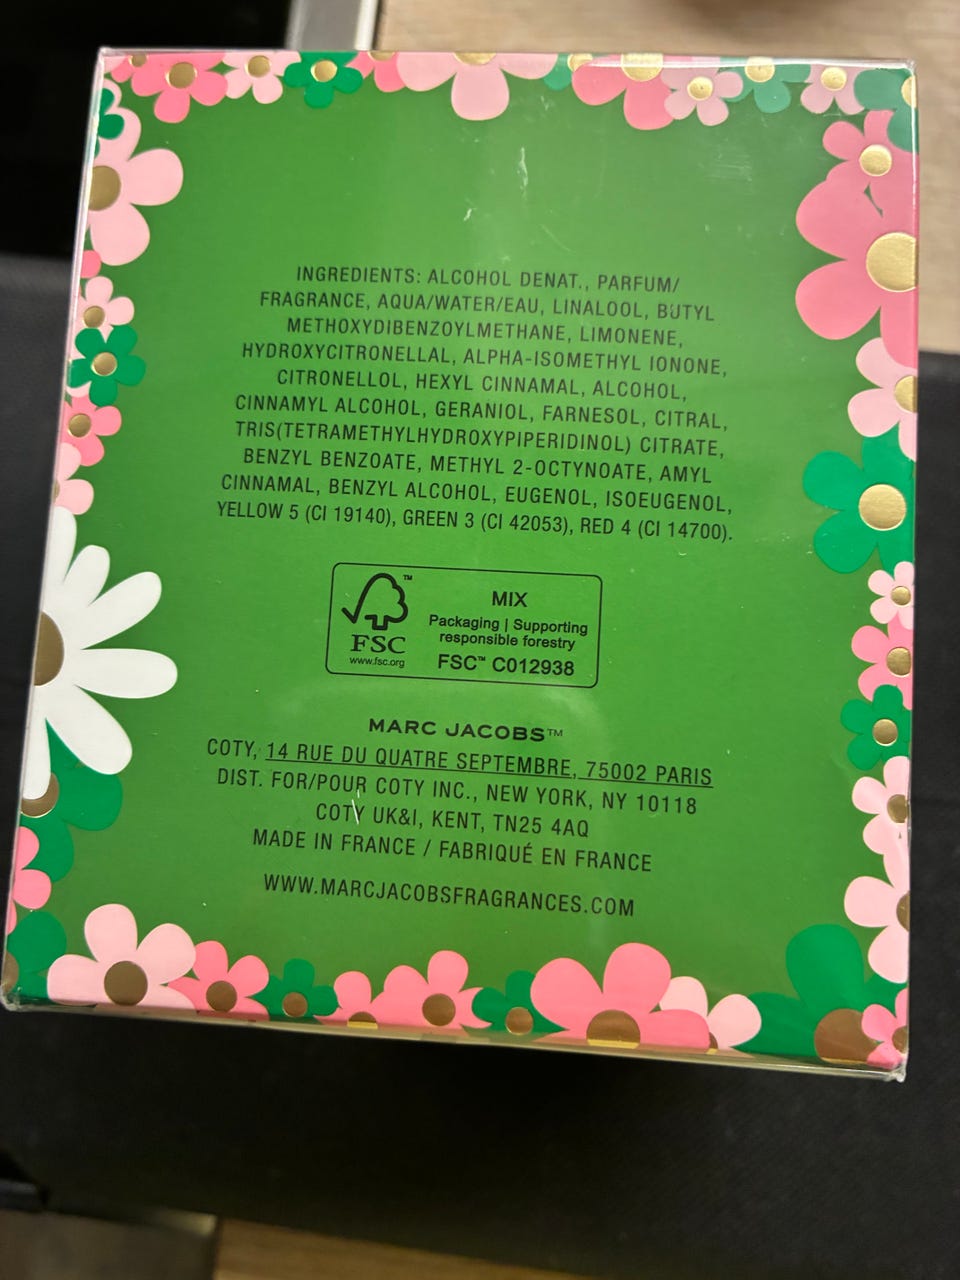 INGREDIENTS: ALCOHOL DENAT., PARFUM/
FRAGRANCE, AQUA/WATER/EAU, LINALOOL, BUTYL
METHOXYDIBENZOYLMETHANE, LIMONENE,
HYDROXYCITRONELLAL, ALPHA-ISOMETHYL IONONE,
CITRONELLOL, HEXYL CINNAMAL, ALCOHOL,
CINNAMYL ALCOHOL, GERANIOL, FARNESOL, CITRAL,
TRIS(TETRAMETHYLHYDROXYPIPERIDINOL) CITRATE,
BENZYL BENZOATE, METHYL 2-OCTYNOATE, AMYL
CINNAMAL, BENZYL ALCOHOL, EUGENOL, ISOEUGENOL,
YELLOW 5 (CI 19140), GREEN 3 (CI 42053), RED 4 (CI 14700).
™
FSC
www.fsc.org
MIX
Packaging | Supporting
responsible forestry
FSC™ C012938
MARC JACOBS™
COTY, 14 RUE DU QUATRE SEPTEMBRE, 75002 PARIS
DIST. FOR/POUR COTY INC., NEW YORK, NY 10118
COTY UK&I, KENT, TN25 4AQ
MADE IN FRANCE / FABRIQUÉ EN FRANCE
WWW.MARCJACOBSFRAGRANCES.COM